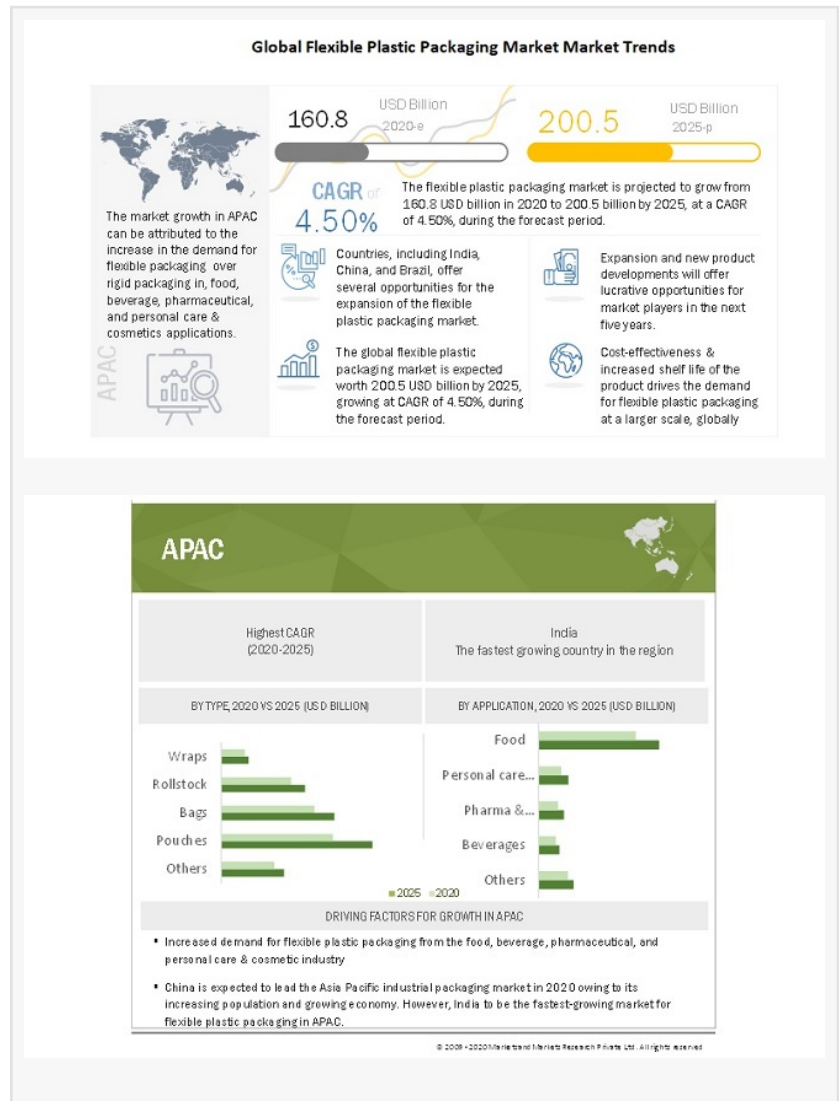 Global Flexible Plastic Packaging Market Market Trends
160.8
USD Billion
2020-e
200.5
USD Billion
2025-p
CAGR of
4.50%
The flexible plastic packaging market is projected to grow from
160.8 USD billion in 2020 to 200.5 billion by 2025, at a CAGR
of 4.50%, during the forecast period.
The market growth in APAC
can be attributed to the
increase in the demand for
flexible packaging over
rigid packaging in, food,
beverage, pharmaceutical,
and personal care &
cosmetics applications.
APAC
Countries, including India,
China, and Brazil, offer
several opportunities for the
expansion of the flexible
plastic packaging market.
Expansion and new product
developments will offer
lucrative opportunities for
market players in the next
five years.
The global flexible plastic
packaging market is expected
worth 200.5 USD billion by 2025,
growing at CAGR of 4.50%, during
the forecast period.
Cost-effectiveness &
increased shelf life of the
product drives the demand
for flexible plastic packaging
at a larger scale, globally
APAC
Highest CAGR
(2020-2025)
India
The fastest growing country in the region
BY TYPE, 2020 VS 2025 (USD BILLION)
BY APPLICATION, 2020 VS 2025 (USD BILLION)
Wraps
Rollstock
Bags
Pouches
Others
Food
Personal care...
Pharma &...
Beverages
Others
2025 2020
DRIVING FACTORS FOR GROWTH IN APAC
▪ Increased demand for flexible plastic packaging from the food, beverage, pharmaceutical, and
personal care & cosmetic industry
▪ China is expected to lead the Asia Pacific industrial packaging market in 2020 owing to its
increasing population and growing economy. However, India to be the fastest-growing market for
flexible plastic packaging in APAC.
© 2009 - 2020 Markets and Markets Research Private Ltd. All rights reserved